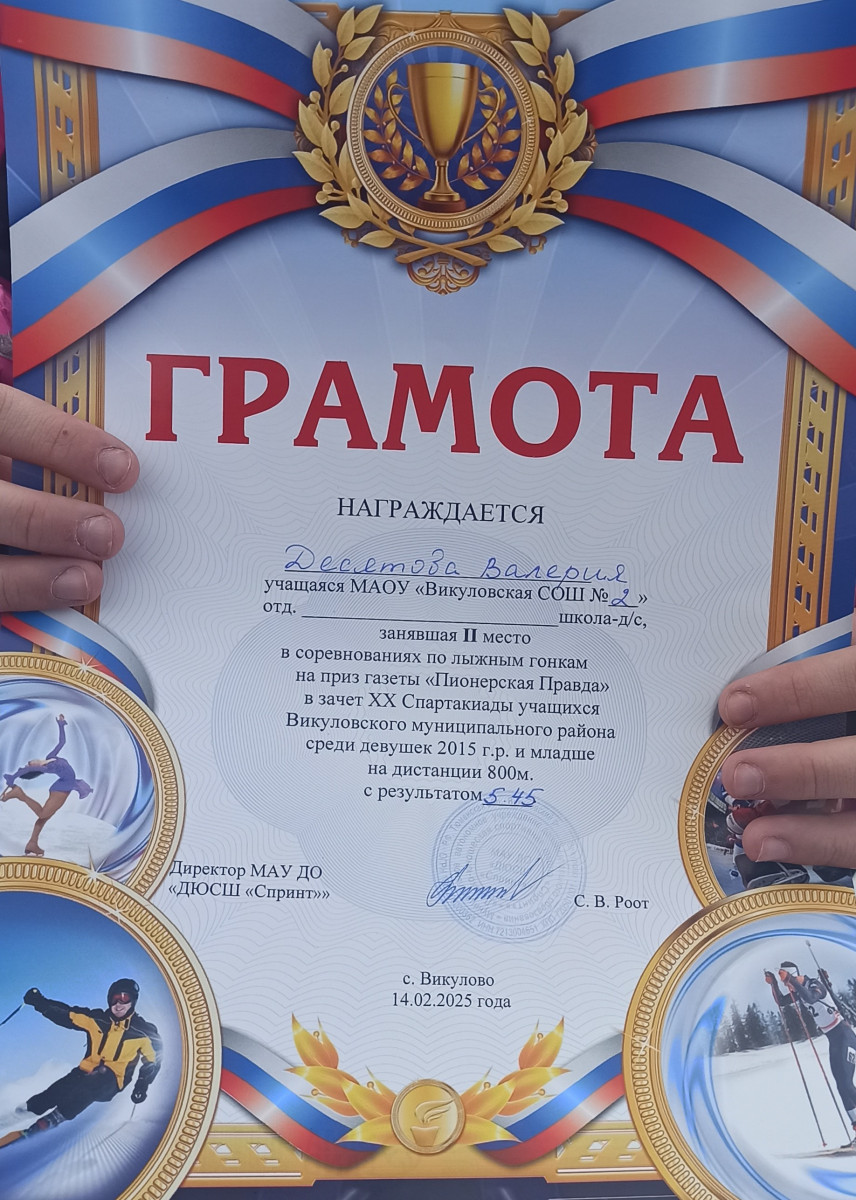 ГРАМОТА
НАГРАЖДАЕТСЯ
Десятова Валерия
учащаяся МАОУ «Викуловская СОШ №2»
отд. ___________________________школа-д/с,
занявшая II место
в соревнованиях по лыжным гонкам
на приз газеты «Пионерская Правда»
в зачет XX Спартакиады учащихся
Викуловского муниципального района
среди девушек 2015 г.р. и младше
на дистанции 800м.
с результатом 5.45
Директор МАУ ДО
«ДЮСШ «Спринт»»
С. В. Роот
с. Викулово
14.02.2025 года